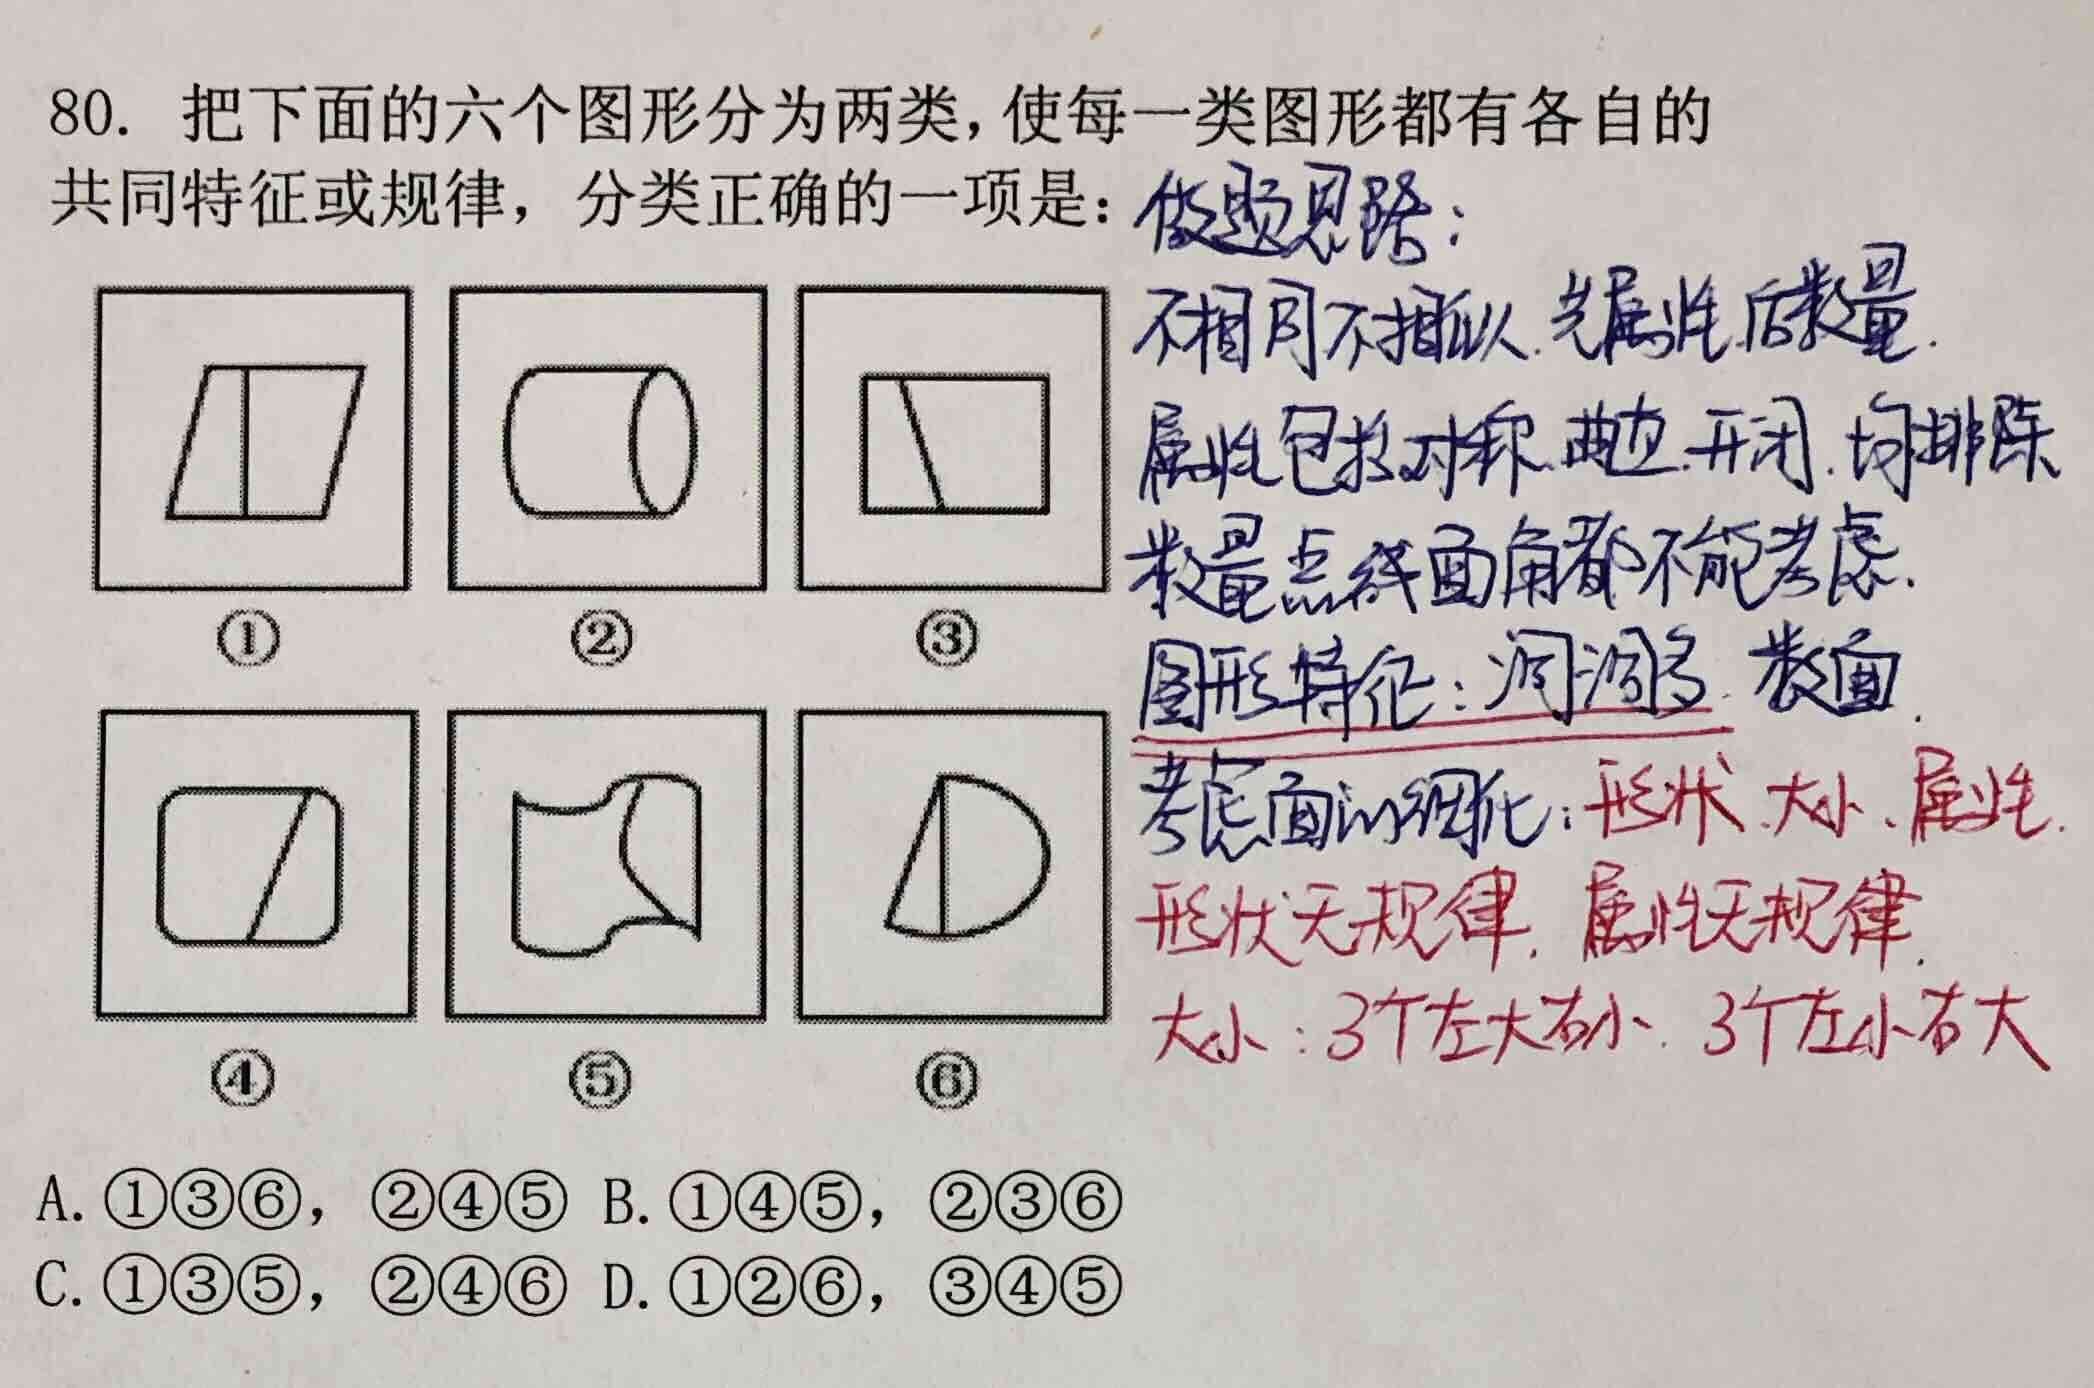 80. 把下面的六个图形分为两类,使每一类图形都有各自的
共同特征或规律，分类正确的一项是:
做题思路:
不相同不相似.先属性后数量.
属性包括对称.曲直.开闭.均排除
数量点线面角都不能考虑.
图形特征:洞洞多.数面.
考虑面的细化:形状.大小.属性.
形状无规律.属性无规律.
大小:3个左大右小.3个左小右大
①
②
③
④
⑤
⑥
A. ①③⑥，②④⑤ B. ①④⑤，②③⑥
C. ①③⑤，②④⑥ D. ①②⑥，③④⑤